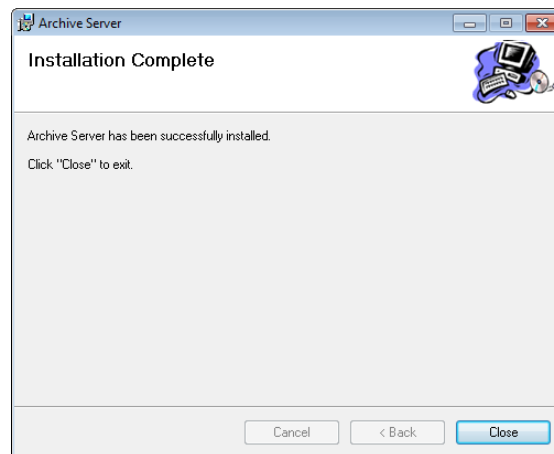 Archive Server
Installation Complete
Archive Server has been successfully installed.
Click "Close" to exit.
Cancel
< Back
Close